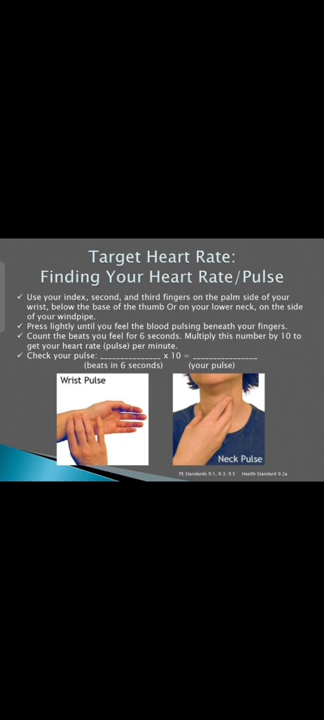 Target Heart Rate:
Finding Your Heart Rate/Pulse
✓ Use your index, second, and third fingers on the palm side of your
wrist, below the base of the thumb Or on your lower neck, on the side
of your windpipe.
✓ Press lightly until you feel the blood pulsing beneath your fingers.
✓ Count the beats you feel for 6 seconds. Multiply this number by 10 to
get your heart rate (pulse) per minute.
✓ Check your pulse: _______________ x 10 = ________________
(beats in 6 seconds) (your pulse)
Wrist Pulse
Neck Pulse
PE Standards 9.1, 9.3, 9.5 Health Standard 9.2a